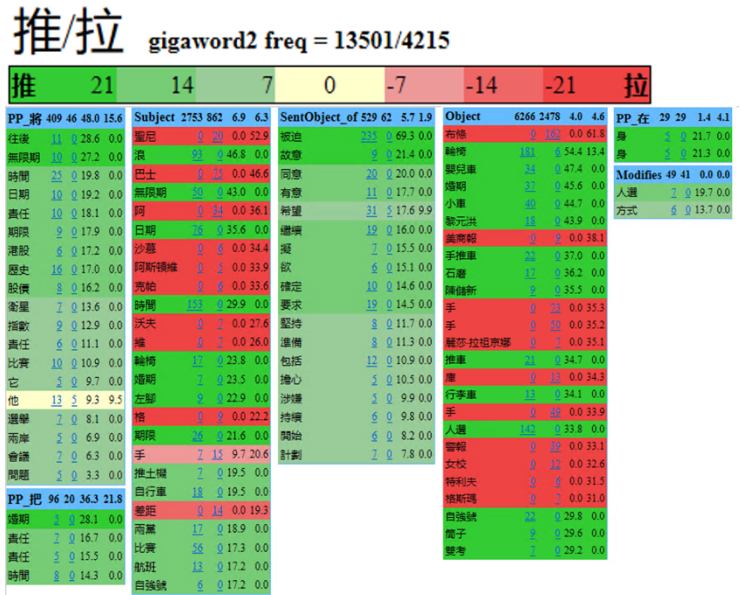 推/拉 gigaword2 freq = 13501/4215
推 21 14 7 0 -7 -14 -21 拉
PP_將 409 46 48.0 15.6
往後 11 0 28.6 0.0
無限期 10 0 27.2 0.0
時間 25 0 19.8 0.0
日期 10 0 19.2 0.0
責任 10 0 18.1 0.0
期限 9 0 17.9 0.0
港股 6 0 17.2 0.0
歷史 16 0 17.0 0.0
股價 8 0 16.2 0.0
衛星 7 0 13.6 0.0
指數 9 0 12.9 0.0
責任 6 0 11.1 0.0
比賽 10 0 10.9 0.0
它 5 0 9.7 0.0
他 13 5 9.3 9.5
選舉 7 0 8.1 0.0
兩岸 5 0 6.9 0.0
會議 7 0 6.3 0.0
問題 5 0 3.3 0.0
PP_把 96 20 36.3 21.8
婚期 3 0 28.1 0.0
責任 7 0 16.7 0.0
責任 5 0 15.5 0.0
時間 8 0 14.3 0.0
Subject 2753 862 6.9 6.3
聖尼 0 20 0.0 52.9
浪 93 0 46.8 0.0
巴士 0 75 0.0 46.6
無限期 50 0 43.0 0.0
阿 0 34 0.0 36.1
日期 76 0 35.6 0.0
沙慕 0 6 0.0 34.4
阿斯頓維 0 5 0.0 33.9
克帕 0 6 0.0 33.6
時間 153 0 29.9 0.0
沃夫 0 7 0.0 27.6
維 0 7 0.0 26.0
輪椅 17 0 23.8 0.0
婚期 7 0 23.5 0.0
左腳 9 0 22.9 0.0
格 0 9 0.0 22.2
期限 26 0 21.6 0.0
手 7 15 9.7 20.6
推土機 7 0 19.5 0.0
自行車 18 0 19.5 0.0
差距 0 14 0.0 19.3
兩黨 17 0 18.9 0.0
比賽 56 0 17.3 0.0
航班 13 0 17.2 0.0
自強號 6 0 17.2 0.0
SentObject_of 529 62 5.7 1.9
被迫 235 0 69.3 0.0
故意 9 0 21.4 0.0
同意 20 0 20.0 0.0
有意 11 0 17.7 0.0
希望 31 5 17.6 9.9
繼續 19 0 16.0 0.0
擬 7 0 15.5 0.0
欲 6 0 15.1 0.0
確定 10 0 14.6 0.0
要求 19 0 14.5 0.0
堅持 8 0 11.7 0.0
準備 8 0 11.3 0.0
包括 12 0 10.9 0.0
擔心 5 0 10.5 0.0
涉嫌 5 0 9.9 0.0
持續 6 0 9.8 0.0
開始 6 0 8.2 0.0
計劃 7 0 7.8 0.0
Object 6266 2478 4.0 4.6
布條 0 162 0.0 61.8
輪椅 181 6 54.4 13.4
嬰兒車 34 0 47.4 0.0
婚期 37 0 45.6 0.0
小車 40 0 44.7 0.0
黎元洪 18 0 43.9 0.0
美商報 0 9 0.0 38.1
手推車 22 0 37.0 0.0
石磨 17 0 36.2 0.0
陳儲新 9 0 35.5 0.0
手 0 73 0.0 35.3
手 0 50 0.0 35.2
麗莎·拉祖京娜 0 7 0.0 35.1
推車 21 0 34.7 0.0
庫 0 13 0.0 34.3
行李車 13 0 34.1 0.0
手 0 49 0.0 33.9
人選 142 0 33.8 0.0
警報 0 39 0.0 33.1
女校 0 12 0.0 32.6
特利夫 0 6 0.0 31.5
格斯瑪 0 7 0.0 31.0
自強號 22 0 29.8 0.0
筒子 9 0 29.6 0.0
雙考 7 0 29.2 0.0
PP_在 29 29 1.4 4.1
身 5 0 21.7 0.0
身 5 0 21.3 0.0
Modifies 49 41 0.0 0.0
人選 7 0 19.7 0.0
方式 6 0 13.7 0.0